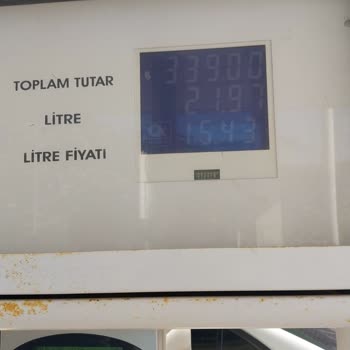 TOPLAM TUTAR 339.00
LİTRE 21.97
LİTRE FİYATI 15.43